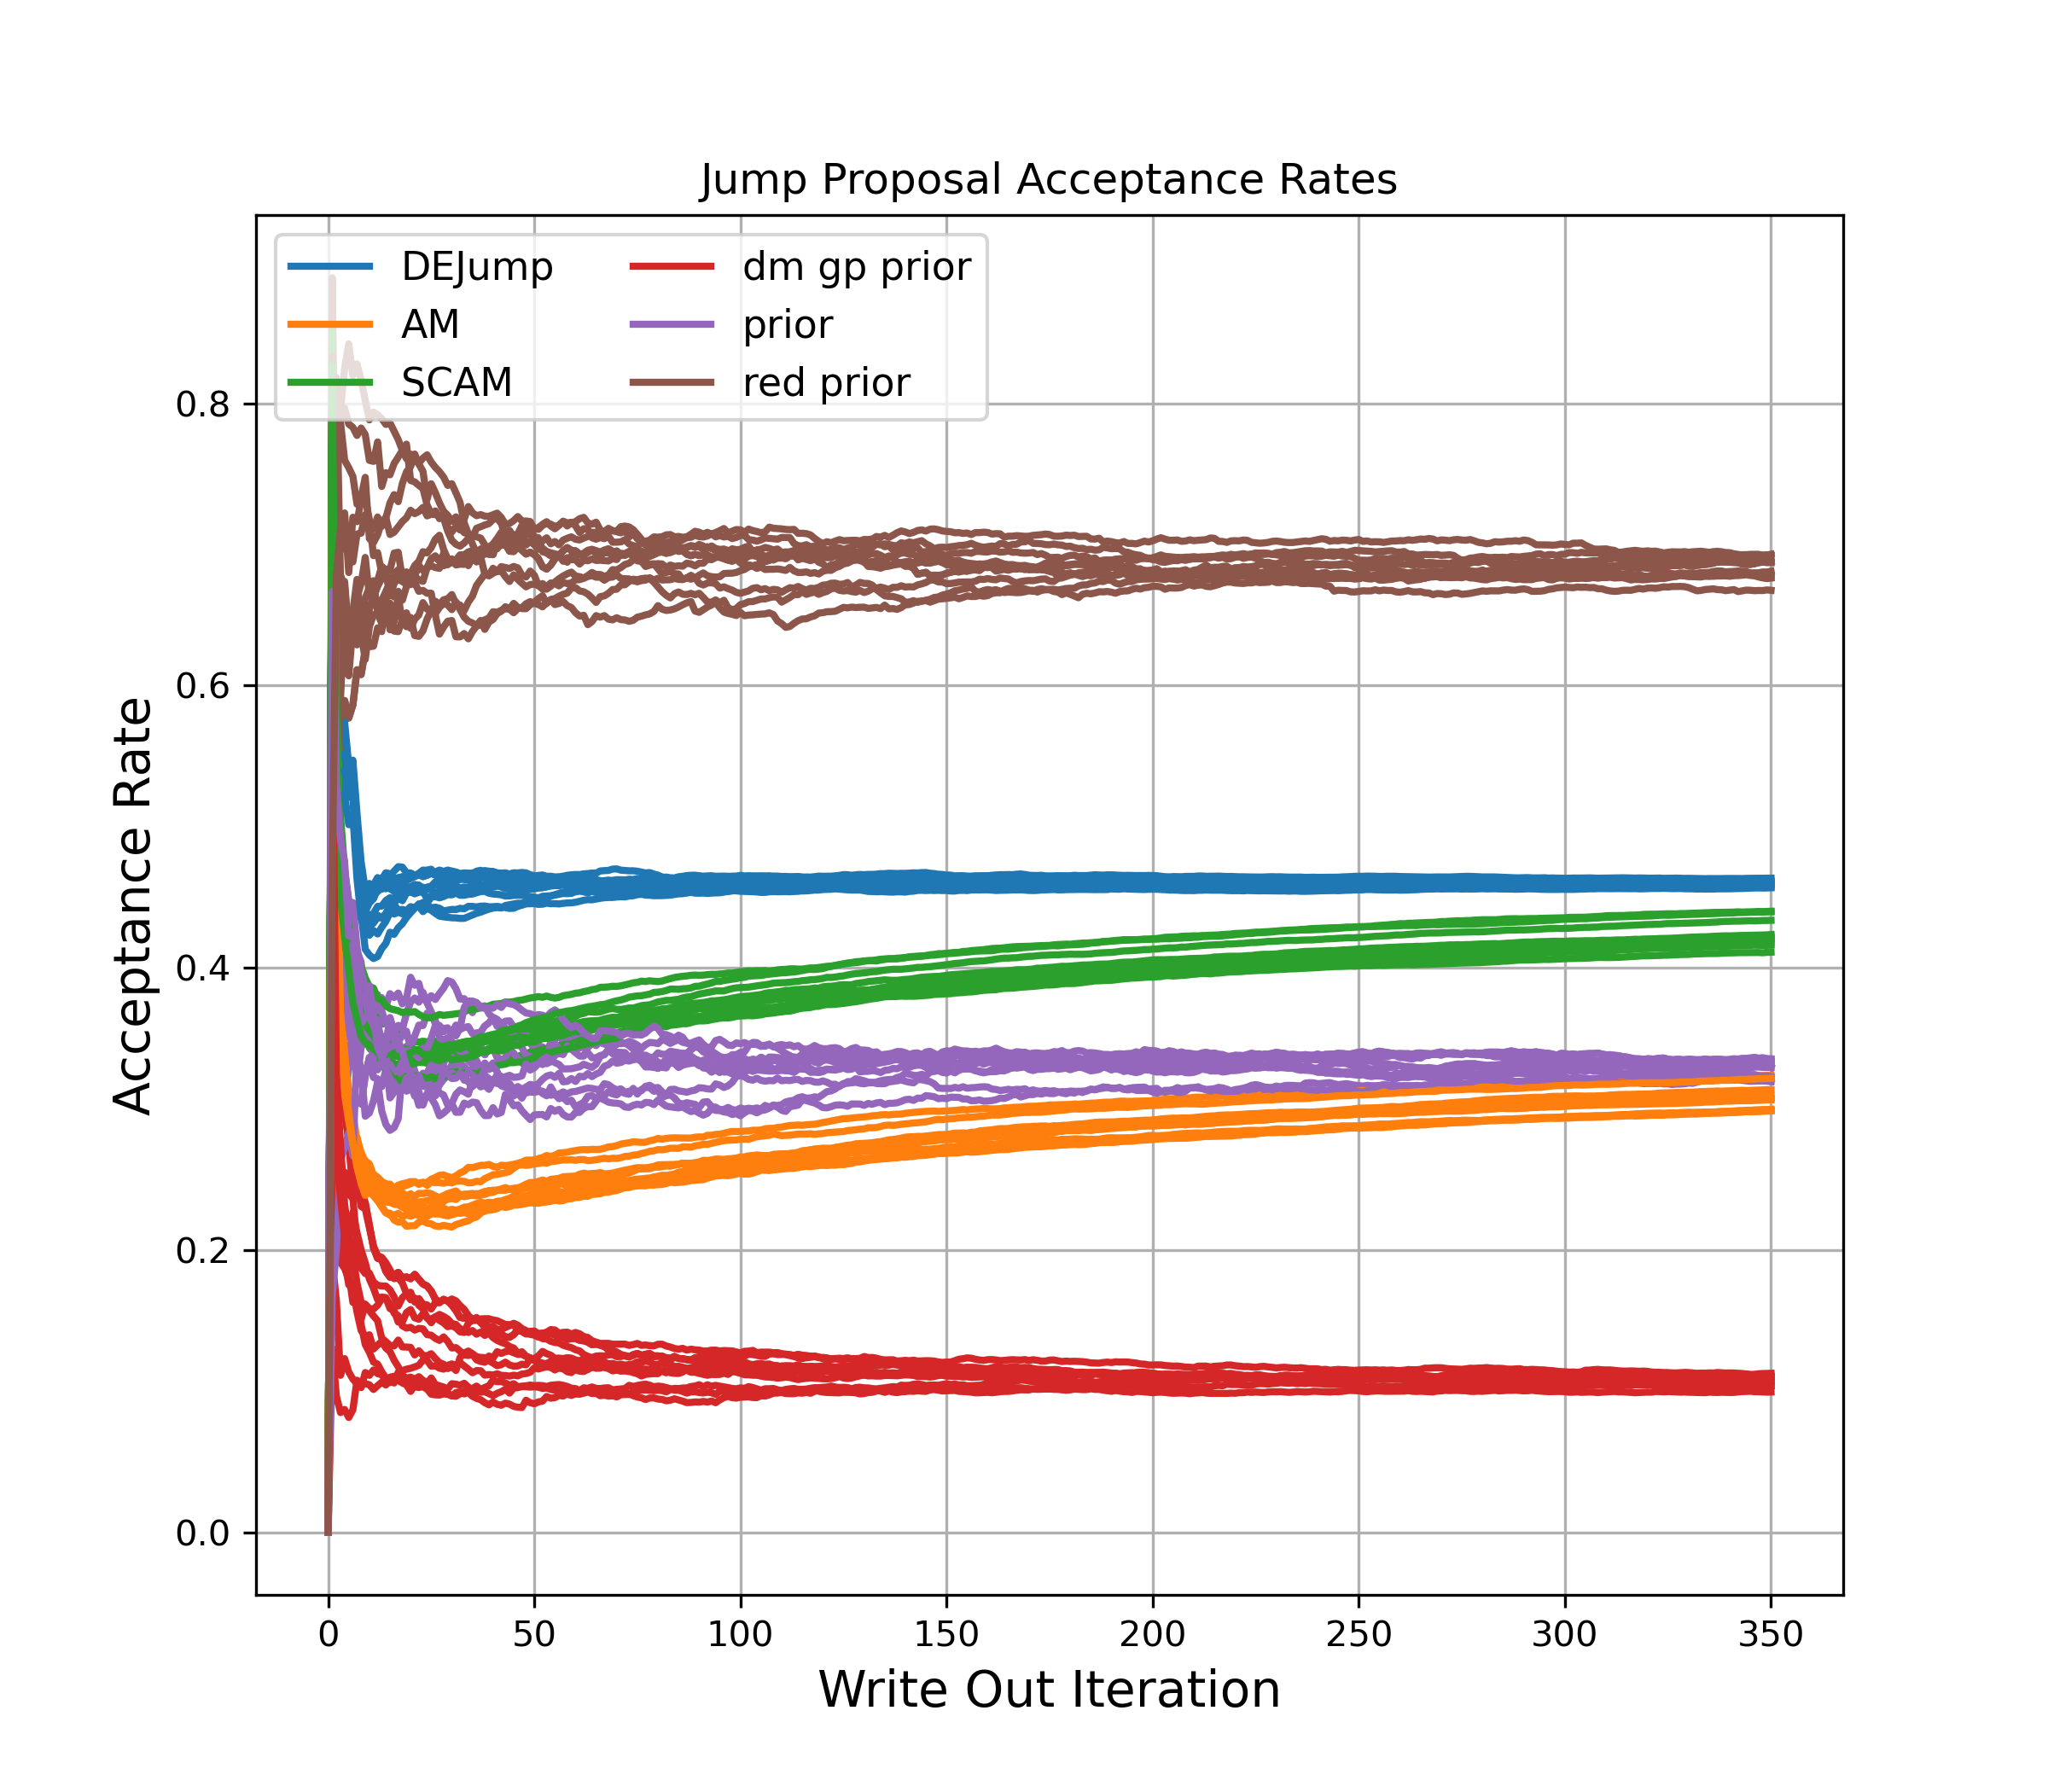 Jump Proposal Acceptance Rates
DEJump
AM
SCAM
dm gp prior
prior
red prior
Acceptance Rate
0.8
0.6
0.4
0.2
0.0
0 50 100 150 200 250 300 350
Write Out Iteration